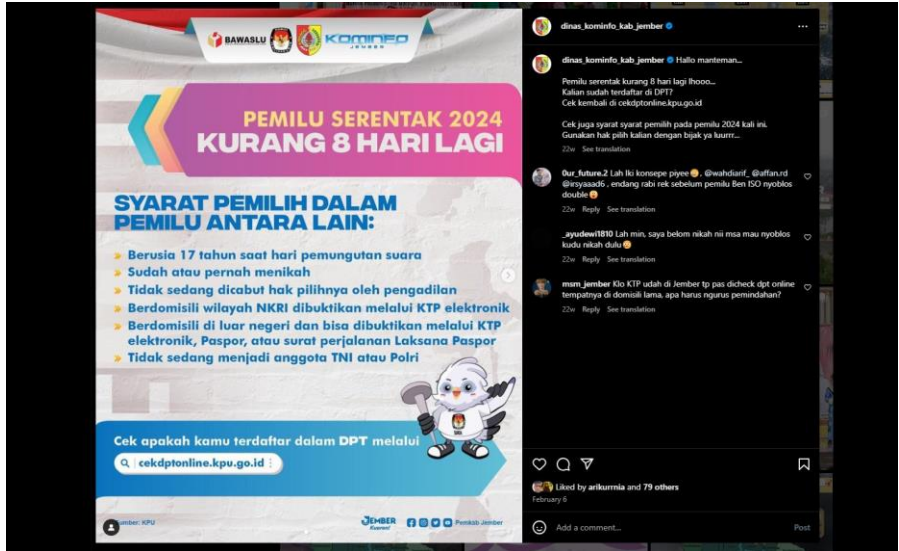 BAWASLU
KOMINFO
JEMBER
PEMILU SERENTAK 2024
KURANG 8 HARI LAGI
SYARAT PEMILIH DALAM
PEMILU ANTARA LAIN:
Berusia 17 tahun saat hari pemungutan suara
Sudah atau pernah menikah
Tidak sedang dicabut hak pilihnya oleh pengadilan
Berdomisili wilayah NKRI dibuktikan melalui KTP elektronik
Berdomisili di luar negeri dan bisa dibuktikan melalui KTP
elektronik, Paspor, atau surat perjalanan Laksana Paspor
Tidak sedang menjadi anggota TNI atau Polri
Cek apakah kamu terdaftar dalam DPT melalui
cekdptonline.kpu.go.id
Sumber: KPU
JEMBER
Pemkab Jember
dinas_kominfo_kab_jember
dinas_kominfo_kab_jember Hallo manteman...
Pemilu serentak kurang 8 hari lagi lhooo...
Kalian sudah terdaftar di DPT?
Cek kembali di cekdptonline.kpu.go.id
Cek juga syarat syarat pemilih pada pemilu 2024 kali ini.
Gunakan hak pilih kalian dengan bijak ya luurrr...
22w See translation
0ur_future.2 Lah Iki konsepe piyee😳, @wahdiarif_ @affan.rd
@irsyaaad6 , endang rabi rek sebelum pemilu Ben ISO nyoblos
double
22w Reply See translation
_ayudewi1810 Lah min, saya belom nikah nii msa mau nyoblos
kudu nikah dulu
22w Reply See translation
msm_jember Klo KTP udah di Jember tp pas dicheck dpt online
tempatnya di domisili lama, apa harus ngurus pemindahan?
22w Reply See translation
Liked by arikurrnia and 79 others
February 6
Add a comment...
Post